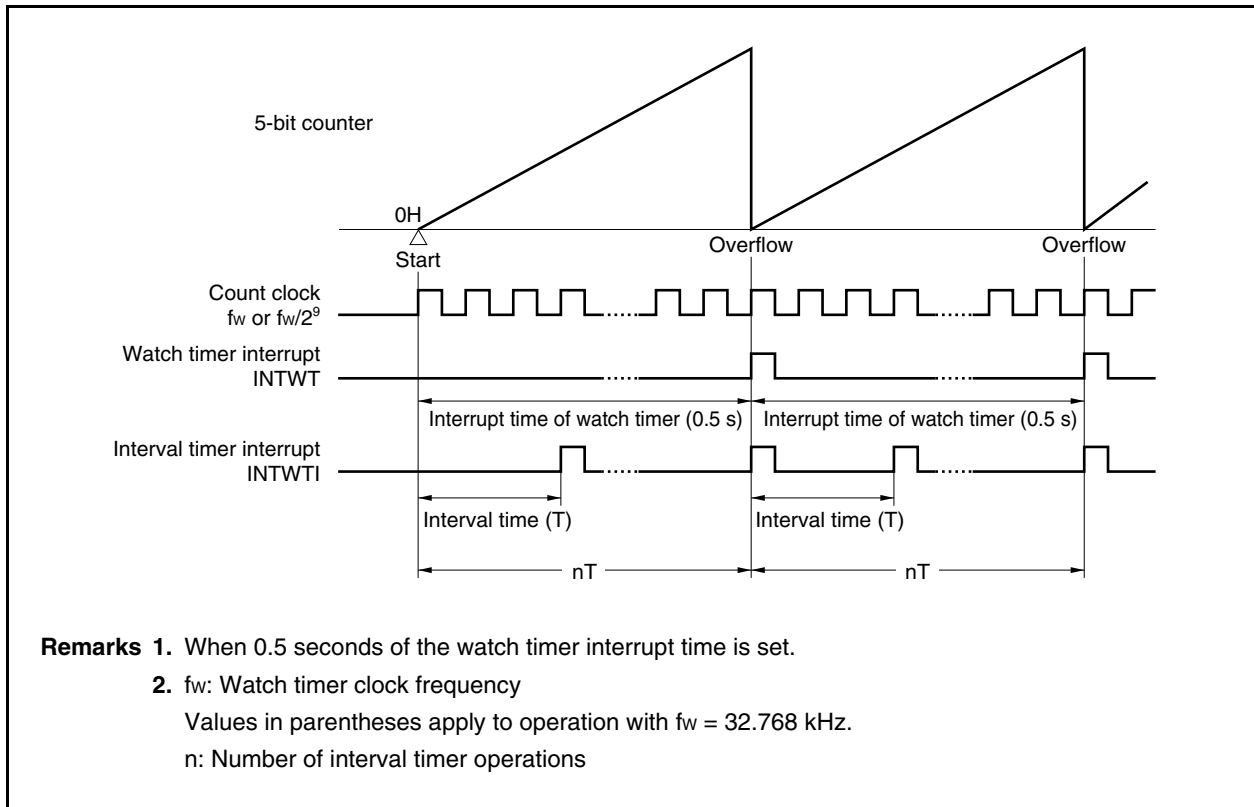 5-bit counter
0H
Start
Overflow
Overflow
Count clock
fw or fw/2⁹
Watch timer interrupt
INTWT
Interrupt time of watch timer (0.5 s)
Interrupt time of watch timer (0.5 s)
Interval timer interrupt
INTWTI
Interval time (T)
Interval time (T)
nT
nT
Remarks 1. When 0.5 seconds of the watch timer interrupt time is set.
2. fw: Watch timer clock frequency
Values in parentheses apply to operation with fw = 32.768 kHz.
n: Number of interval timer operations